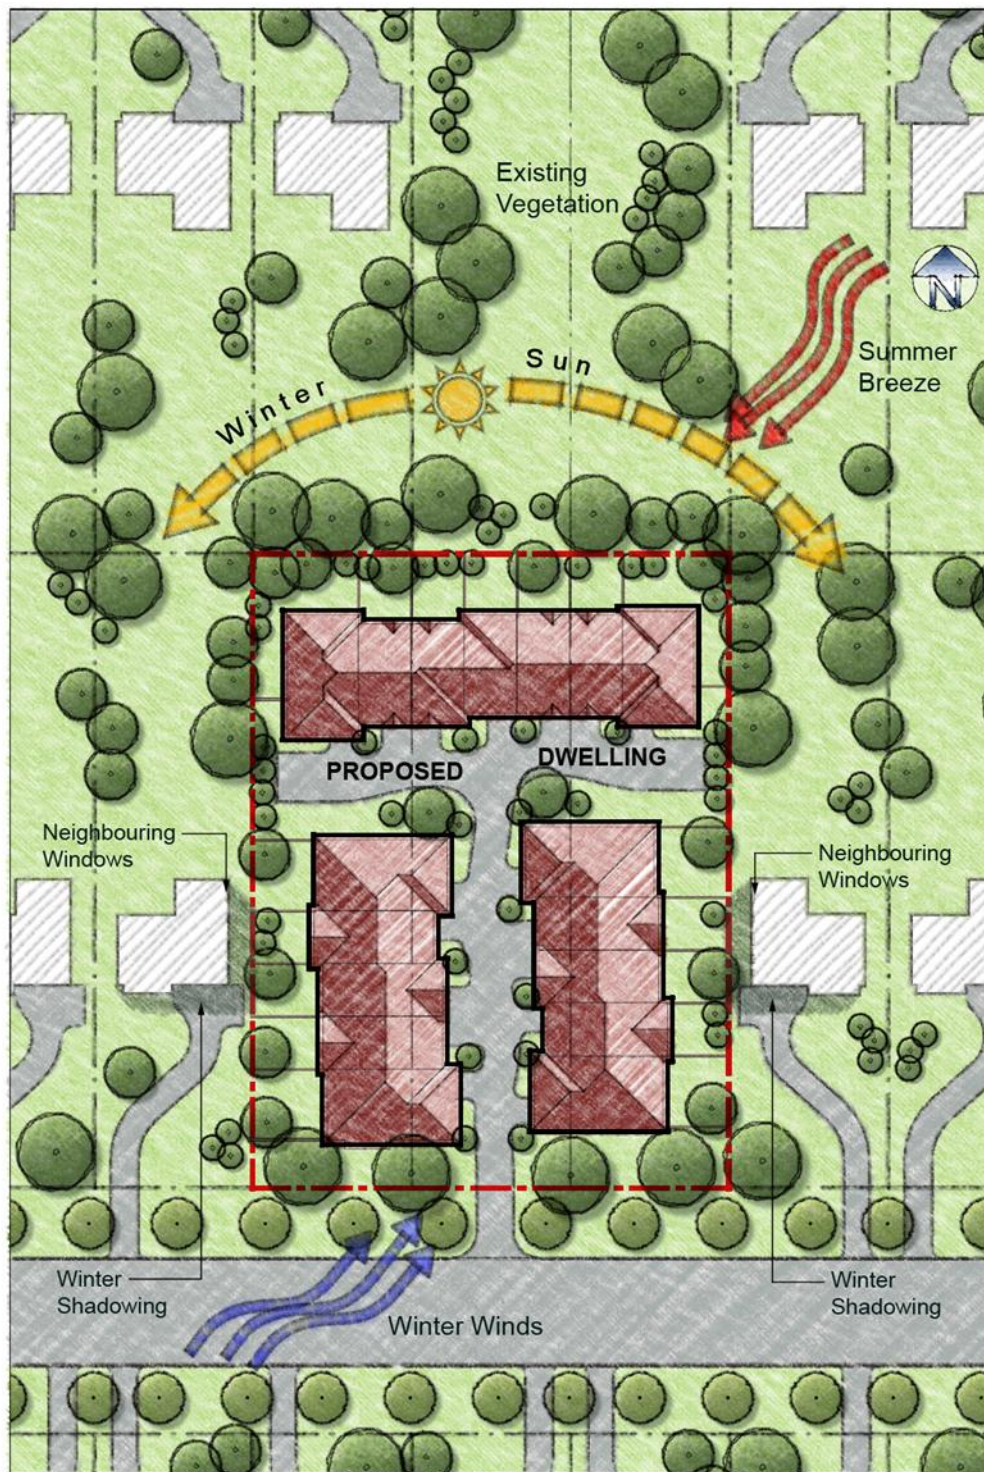 Existing
Vegetation
N
Summer
Breeze
Winter Sun
PROPOSED DWELLING
Neighbouring
Windows
Neighbouring
Windows
Winter
Shadowing
Winter
Shadowing
Winter Winds